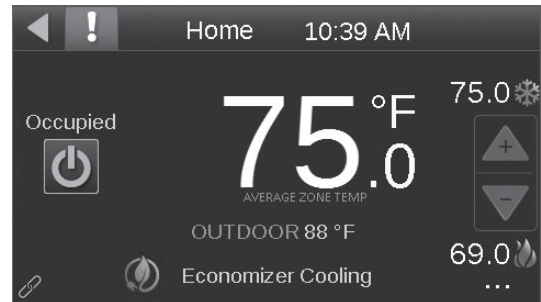 ! Home 10:39 AM
75.0
Occupied
75.0 °F
+
AVERAGE ZONE TEMP
−
OUTDOOR 88 °F
69.0
Economizer Cooling
...